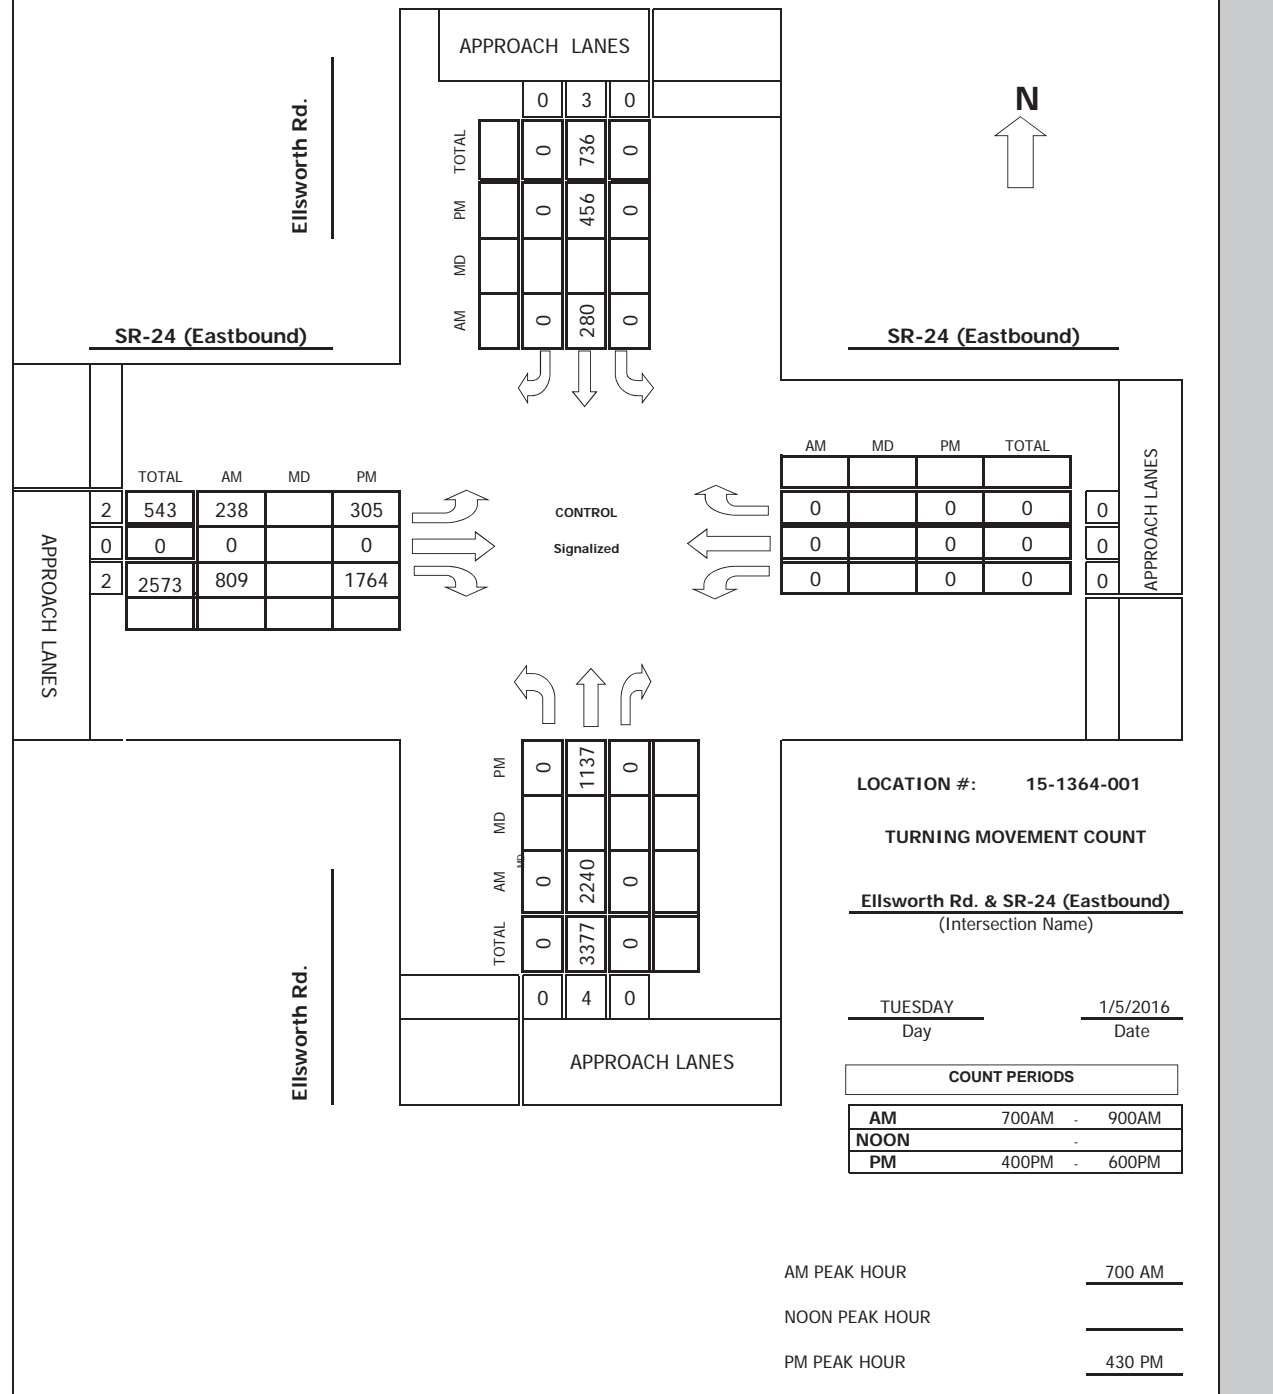 APPROACH LANES
0 3 0
TOTAL 0 736 0
PM 0 456 0
MD
AM 0 280 0
Ellsworth Rd.
N
SR-24 (Eastbound)
SR-24 (Eastbound)
TOTAL AM MD PM
2 543 238 305
0 0 0 0
2 2573 809 1764
APPROACH LANES
CONTROL
Signalized
AM MD PM TOTAL
0 0 0 0
0 0 0 0
0 0 0 0
APPROACH LANES
PM 0 1137 0
MD
MD
AM 0 2240 0
TOTAL 0 3377 0
0 4 0
APPROACH LANES
Ellsworth Rd.
LOCATION #: 15-1364-001
TURNING MOVEMENT COUNT
Ellsworth Rd. & SR-24 (Eastbound)
(Intersection Name)
TUESDAY 1/5/2016
Day Date
COUNT PERIODS
AM 700AM - 900AM
NOON -
PM 400PM - 600PM
AM PEAK HOUR 700 AM
NOON PEAK HOUR
PM PEAK HOUR 430 PM